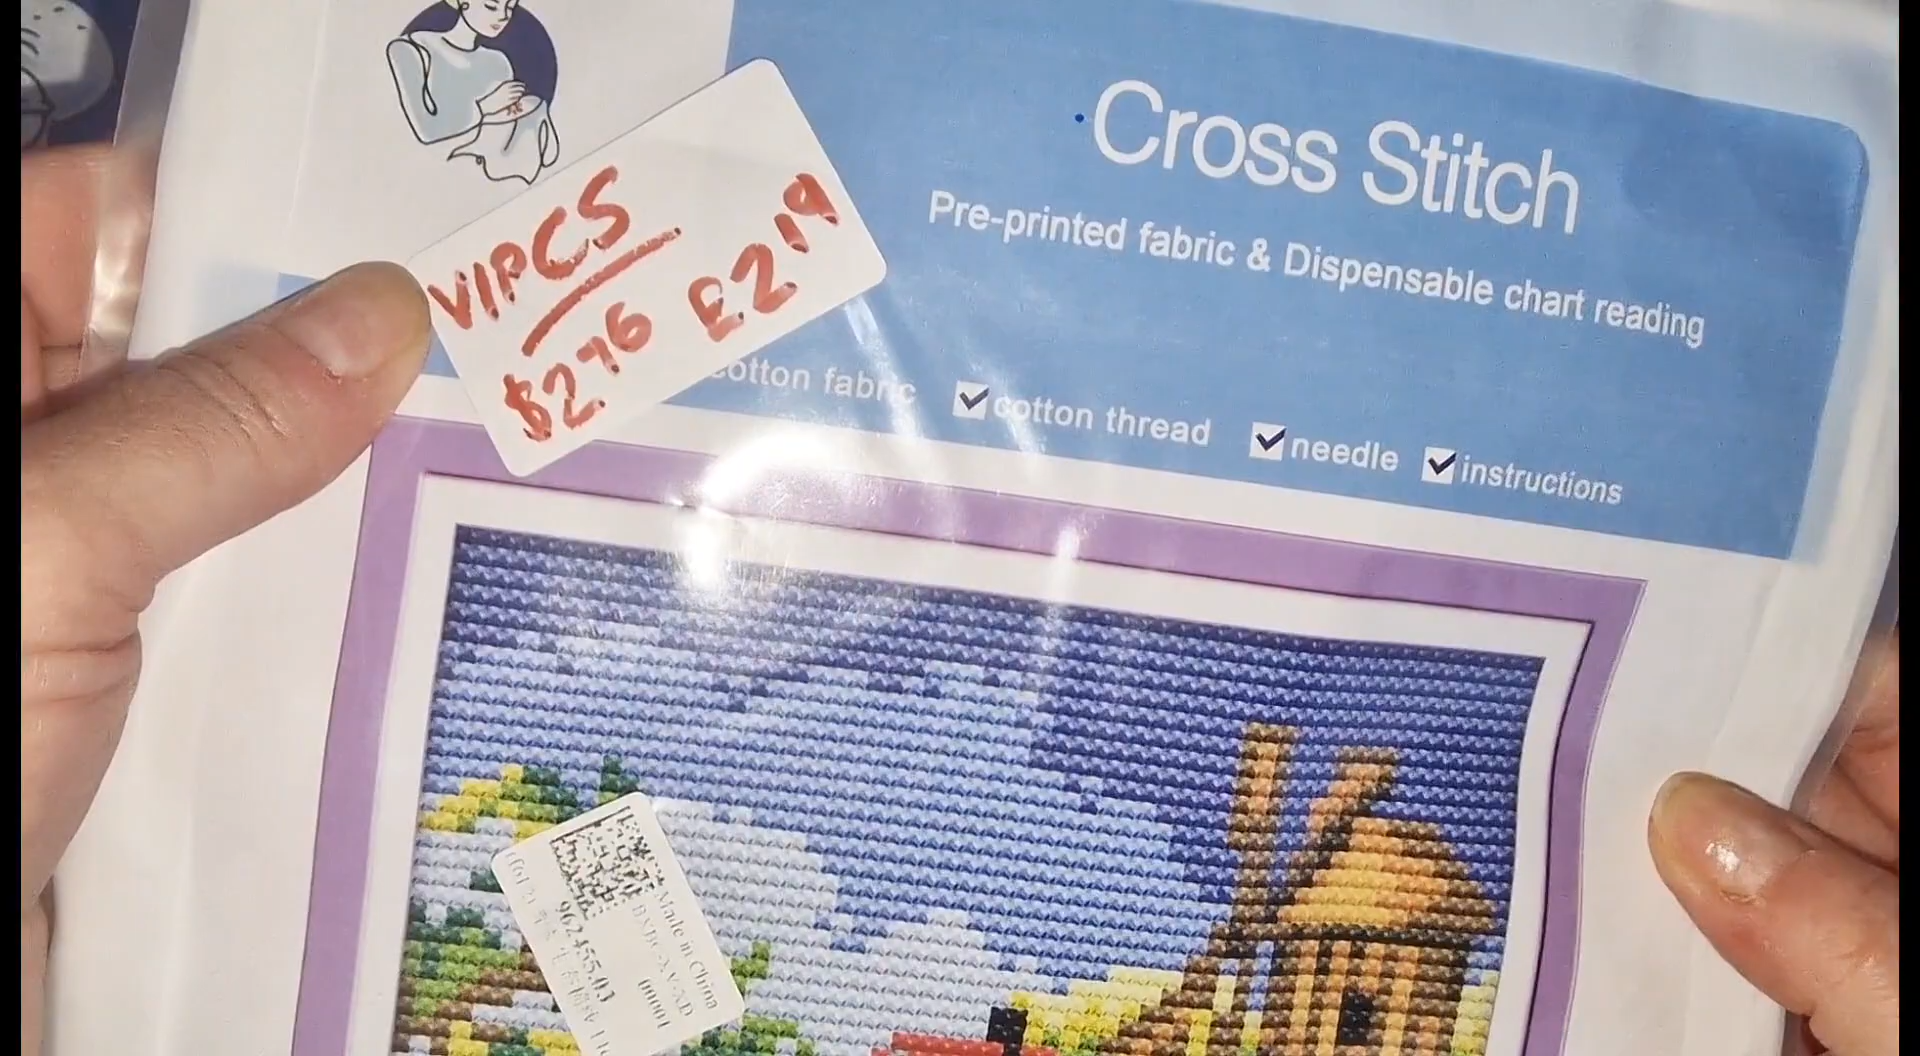 Cross Stitch
Pre-printed fabric & Dispensable chart reading
VIPCS
$276 £219
cotton fabric cotton thread needle instructions
Made in China
00001